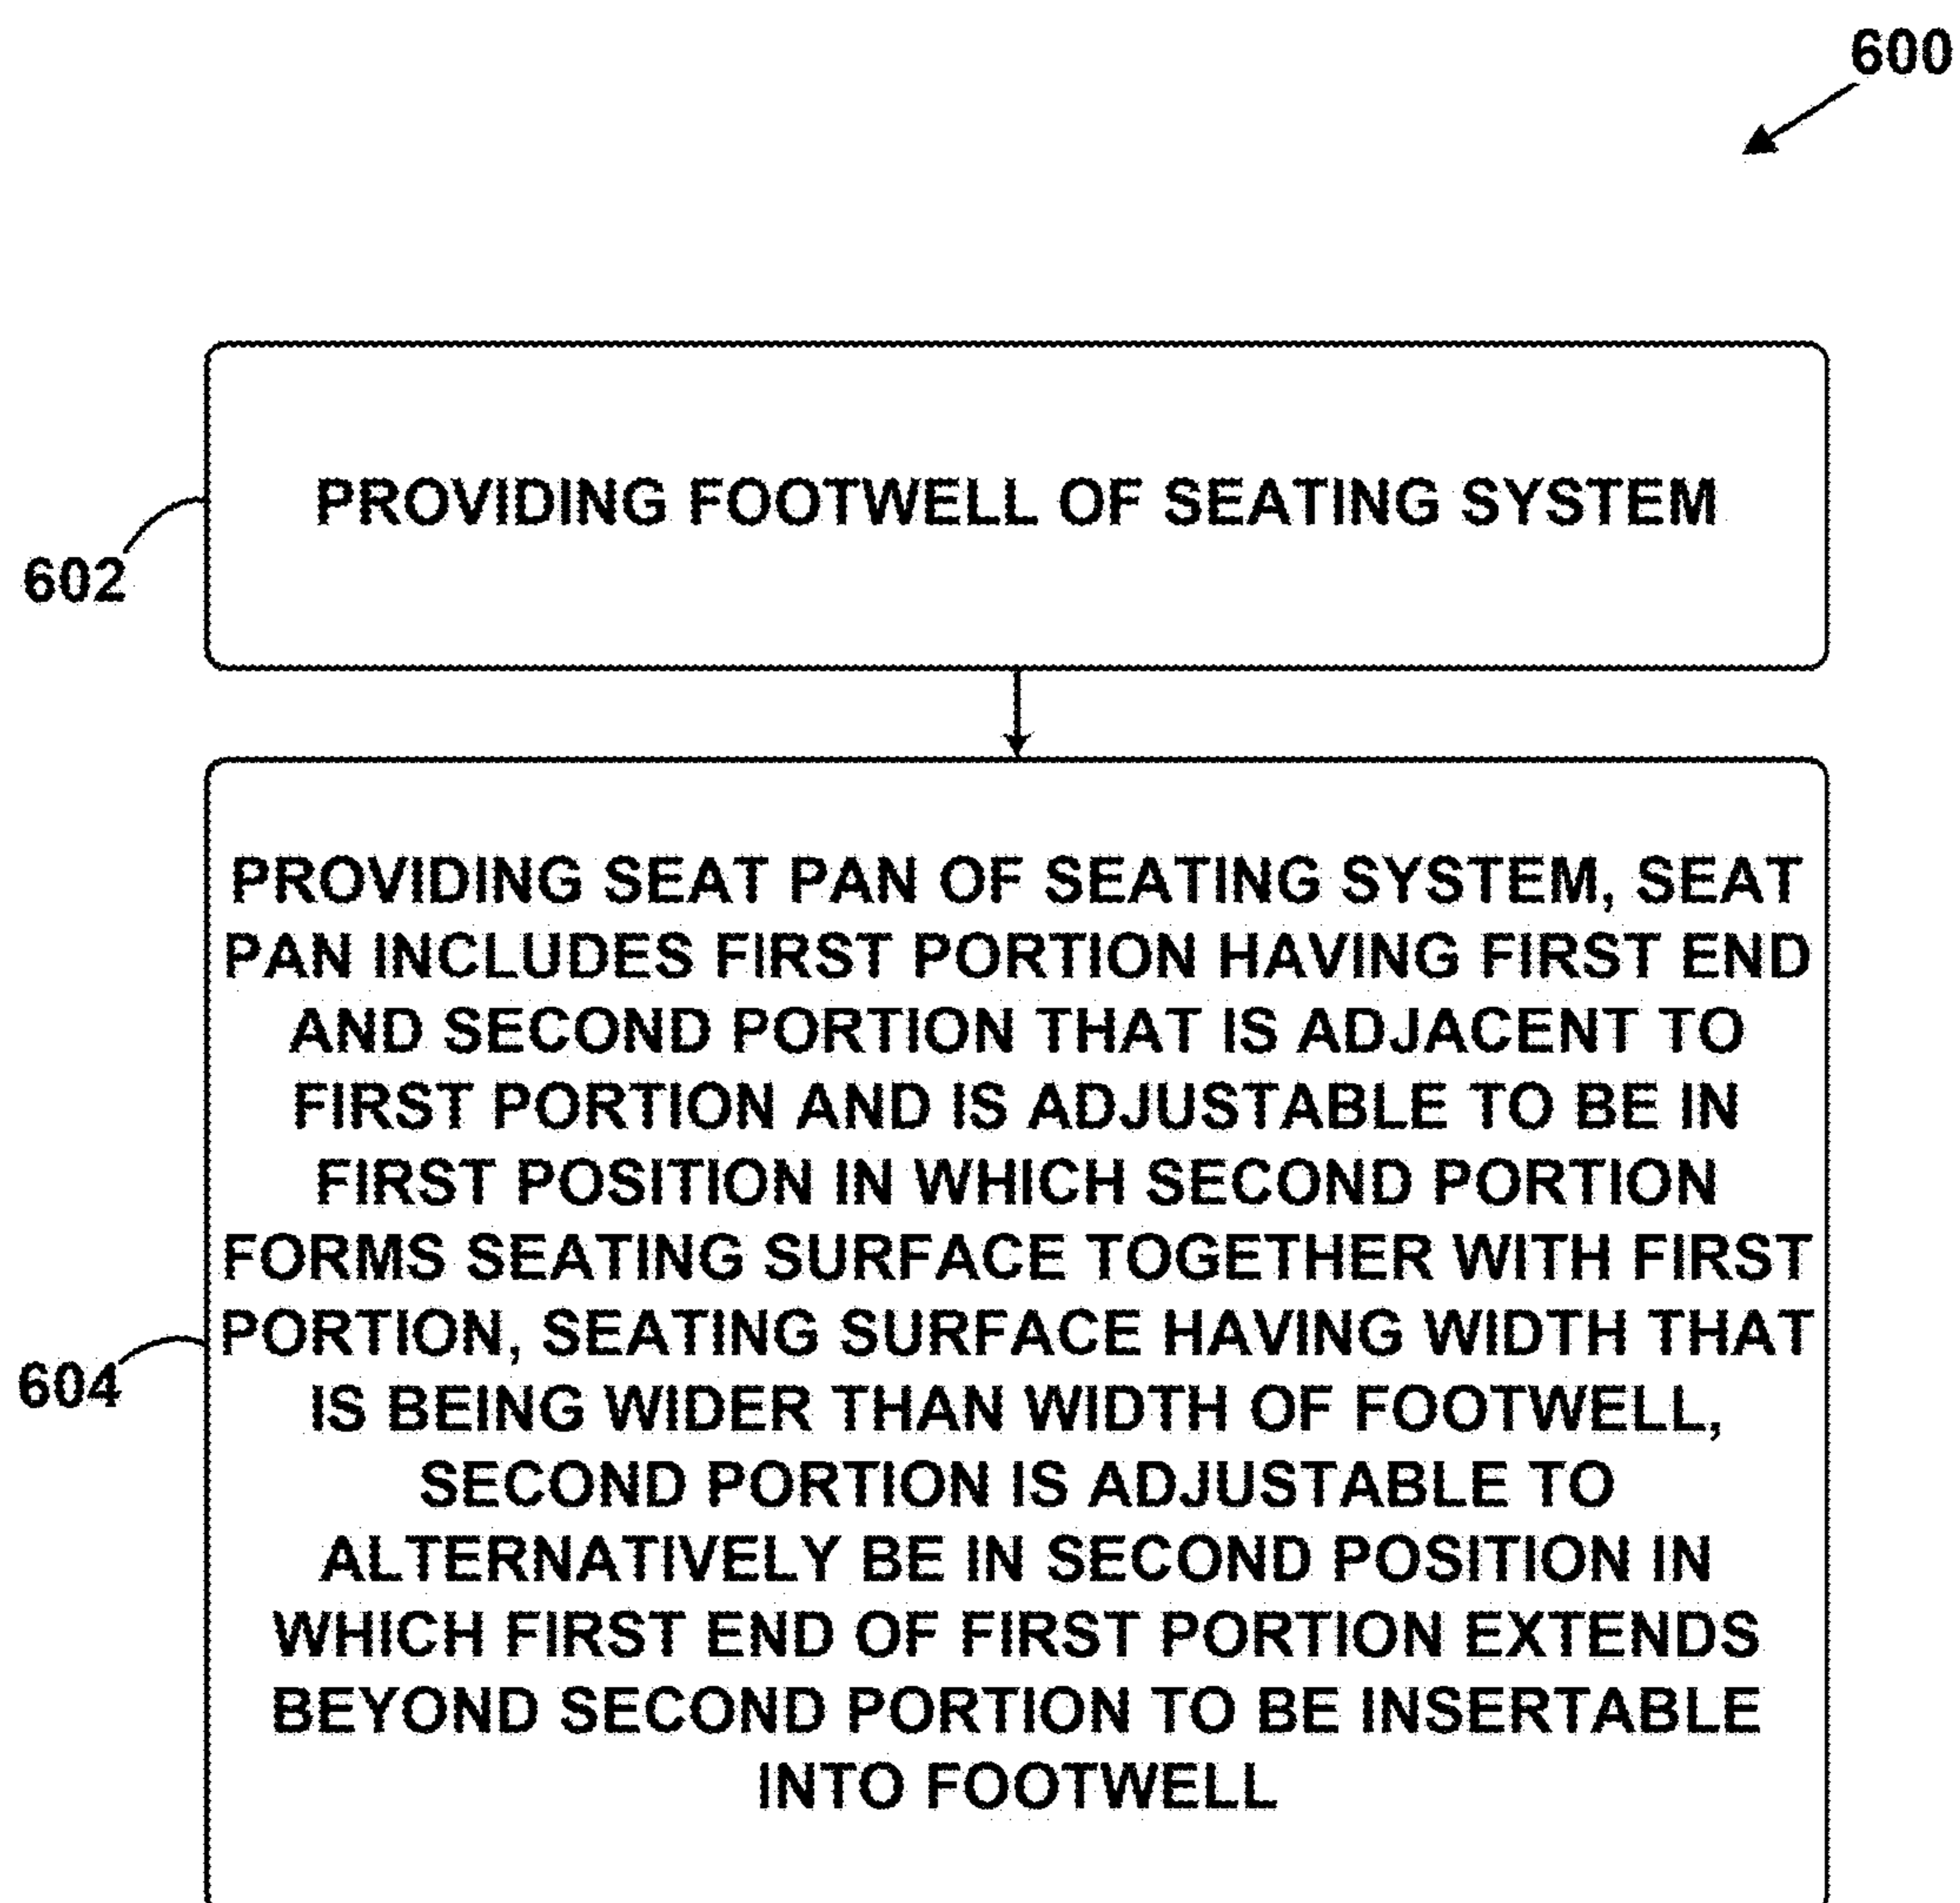 600
PROVIDING FOOTWELL OF SEATING SYSTEM
602
PROVIDING SEAT PAN OF SEATING SYSTEM, SEAT
PAN INCLUDES FIRST PORTION HAVING FIRST END
AND SECOND PORTION THAT IS ADJACENT TO
FIRST PORTION AND IS ADJUSTABLE TO BE IN
FIRST POSITION IN WHICH SECOND PORTION
FORMS SEATING SURFACE TOGETHER WITH FIRST
PORTION, SEATING SURFACE HAVING WIDTH THAT
604
IS BEING WIDER THAN WIDTH OF FOOTWELL,
SECOND PORTION IS ADJUSTABLE TO
ALTERNATIVELY BE IN SECOND POSITION IN
WHICH FIRST END OF FIRST PORTION EXTENDS
BEYOND SECOND PORTION TO BE INSERTABLE
INTO FOOTWELL